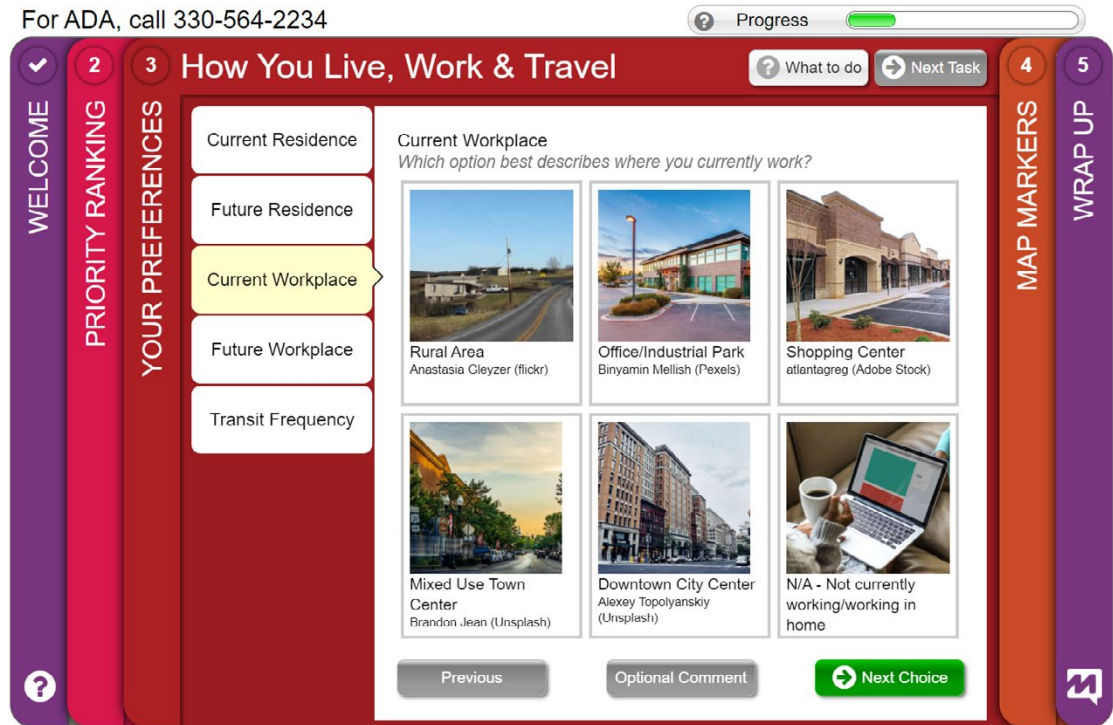 For ADA, call 330-564-2234
? Progress
WELCOME
2
PRIORITY RANKING
3
YOUR PREFERENCES
How You Live, Work & Travel
? What to do
Next Task
4
MAP MARKERS
5
WRAP UP
Current Residence
Future Residence
Current Workplace
Future Workplace
Transit Frequency
Current Workplace
Which option best describes where you currently work?
Rural Area
Anastasia Cleyzer (flickr)
Office/Industrial Park
Binyamin Mellish (Pexels)
Shopping Center
atlantagreg (Adobe Stock)
Mixed Use Town
Center
Brandon Jean (Unsplash)
Downtown City Center
Alexey Topolyanskiy
(Unsplash)
N/A - Not currently
working/working in
home
Previous
Optional Comment
Next Choice
?